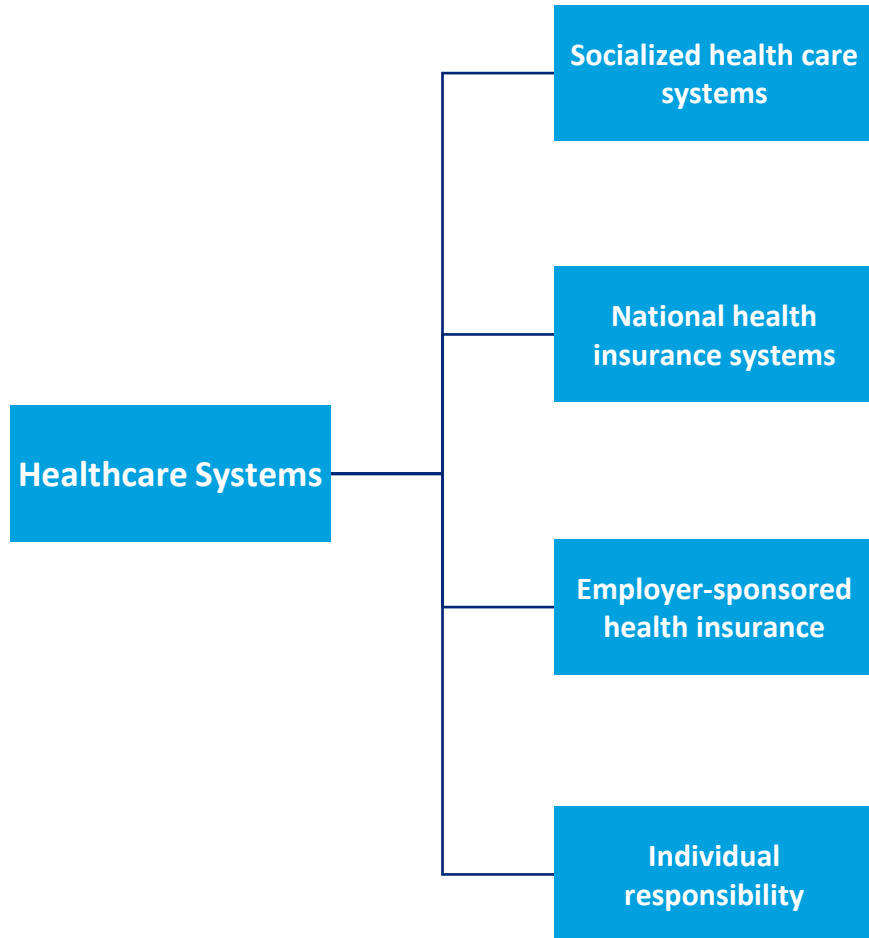 Socialized health care
systems
National health
insurance systems
Healthcare Systems
Employer-sponsored
health insurance
Individual
responsibility